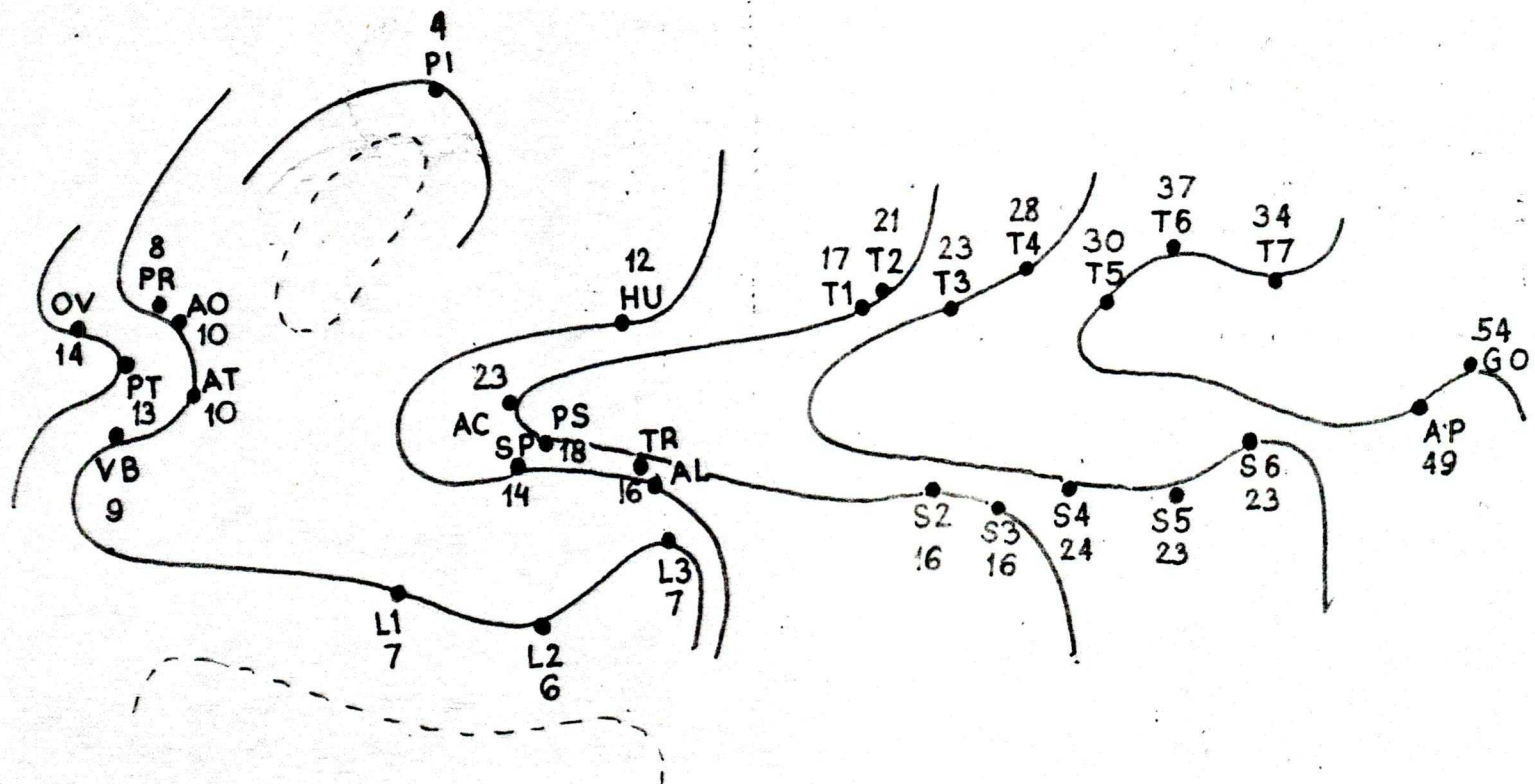 4
PI
8
PR
OV
14
AO
10
PT
13
AT
10
VB
9
12
HU
23
AC
PS
18
SP
14
TR
16
AL
L1
7
L2
6
L3
7
17
T1
21
T2
23
T3
28
T4
30
T5
37
T6
34
T7
54
GO
AP
49
S2
16
S3
16
S4
24
S5
23
S6
23